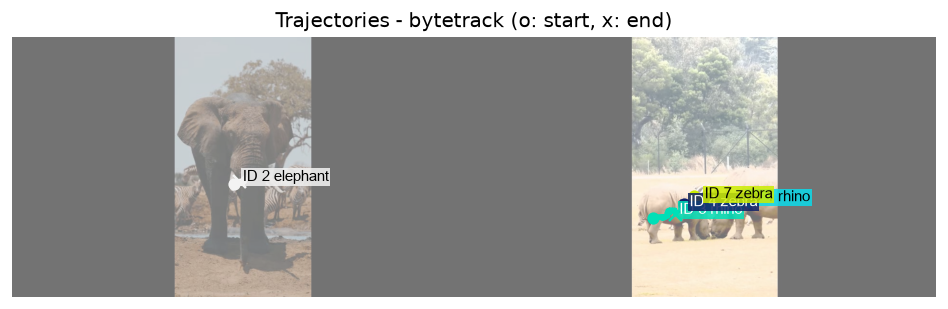 Trajectories - bytetrack (o: start, x: end)
ID 2 elephant
ID 7 zebra
rhino
zebra
rhino